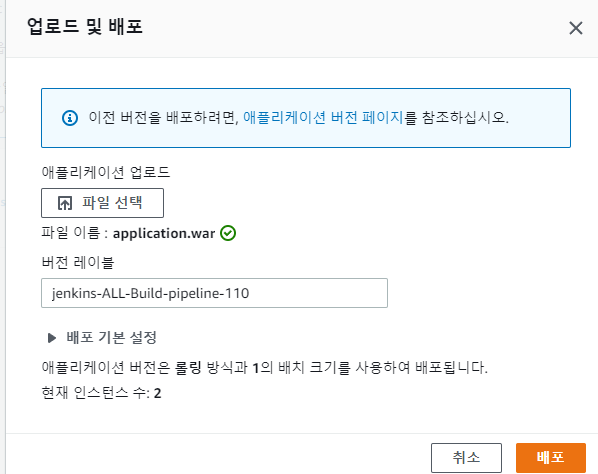 업로드 및 배포
이전 버전을 배포하려면, 애플리케이션 버전 페이지를 참조하십시오.
애플리케이션 업로드
파일 선택
파일 이름 : application.war
버전 레이블
jenkins-ALL-Build-pipeline-110
배포 기본 설정
애플리케이션 버전은 롤링 방식과 1의 배치 크기를 사용하여 배포됩니다.
현재 인스턴스 수: 2
취소
배포